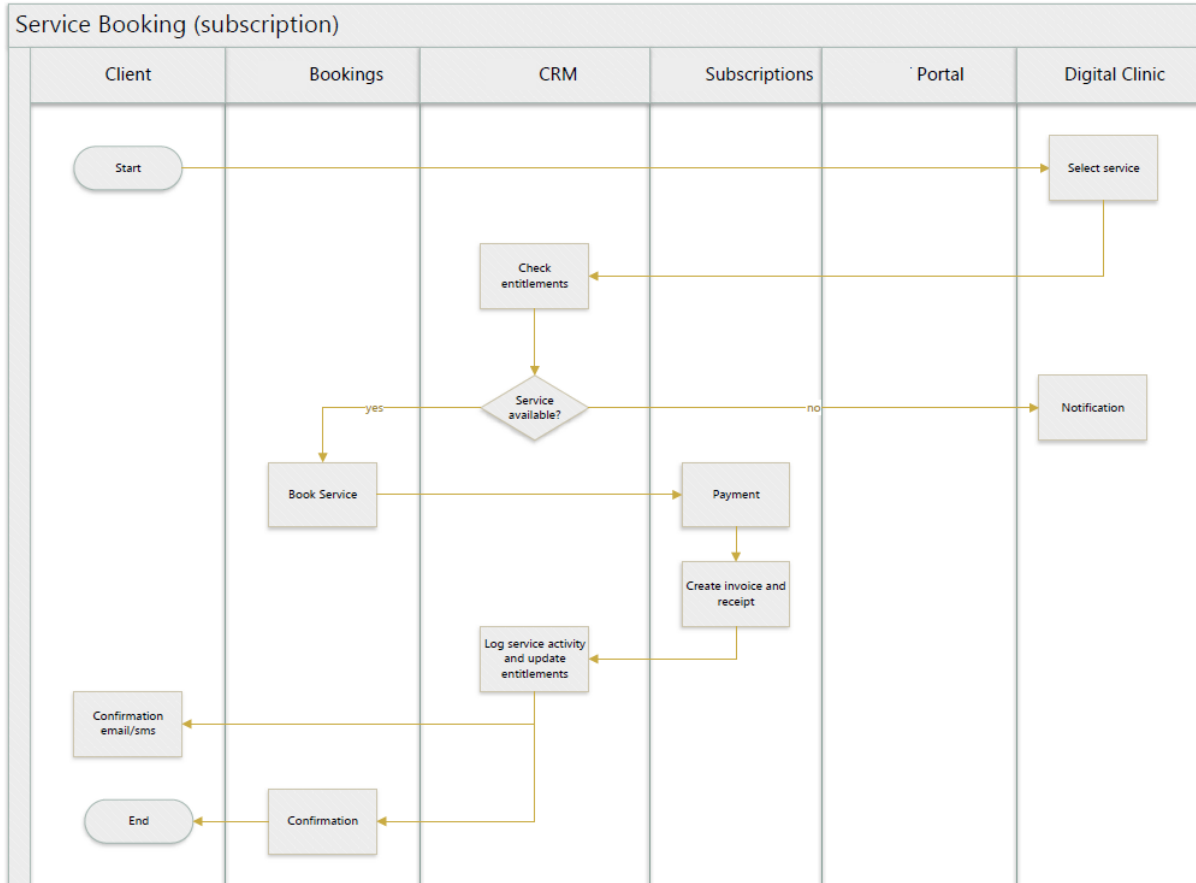 Service Booking (subscription)
Client
Bookings
CRM
Subscriptions
Portal
Digital Clinic
Start
Select service
Check
entitlements
Service
available?
yes
no
Notification
Book Service
Payment
Create invoice and
receipt
Log service activity
and update
entitlements
Confirmation
email/sms
End
Confirmation